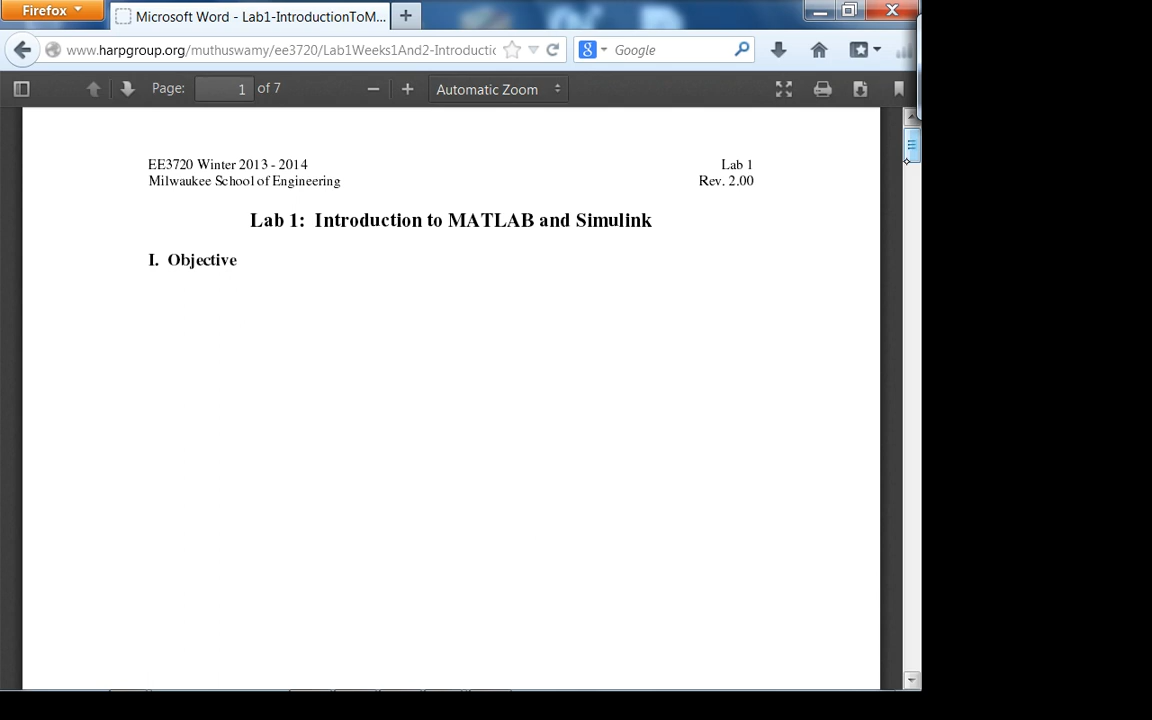 Firefox
Microsoft Word - Lab1-IntroductionToM...
www.harpgroup.org/muthuswamy/ee3720/Lab1Weeks1And2-Introductic
Google
Page: 1 of 7
Automatic Zoom
EE3720 Winter 2013 - 2014 Lab 1
Milwaukee School of Engineering Rev. 2.00
Lab 1: Introduction to MATLAB and Simulink
I. Objective